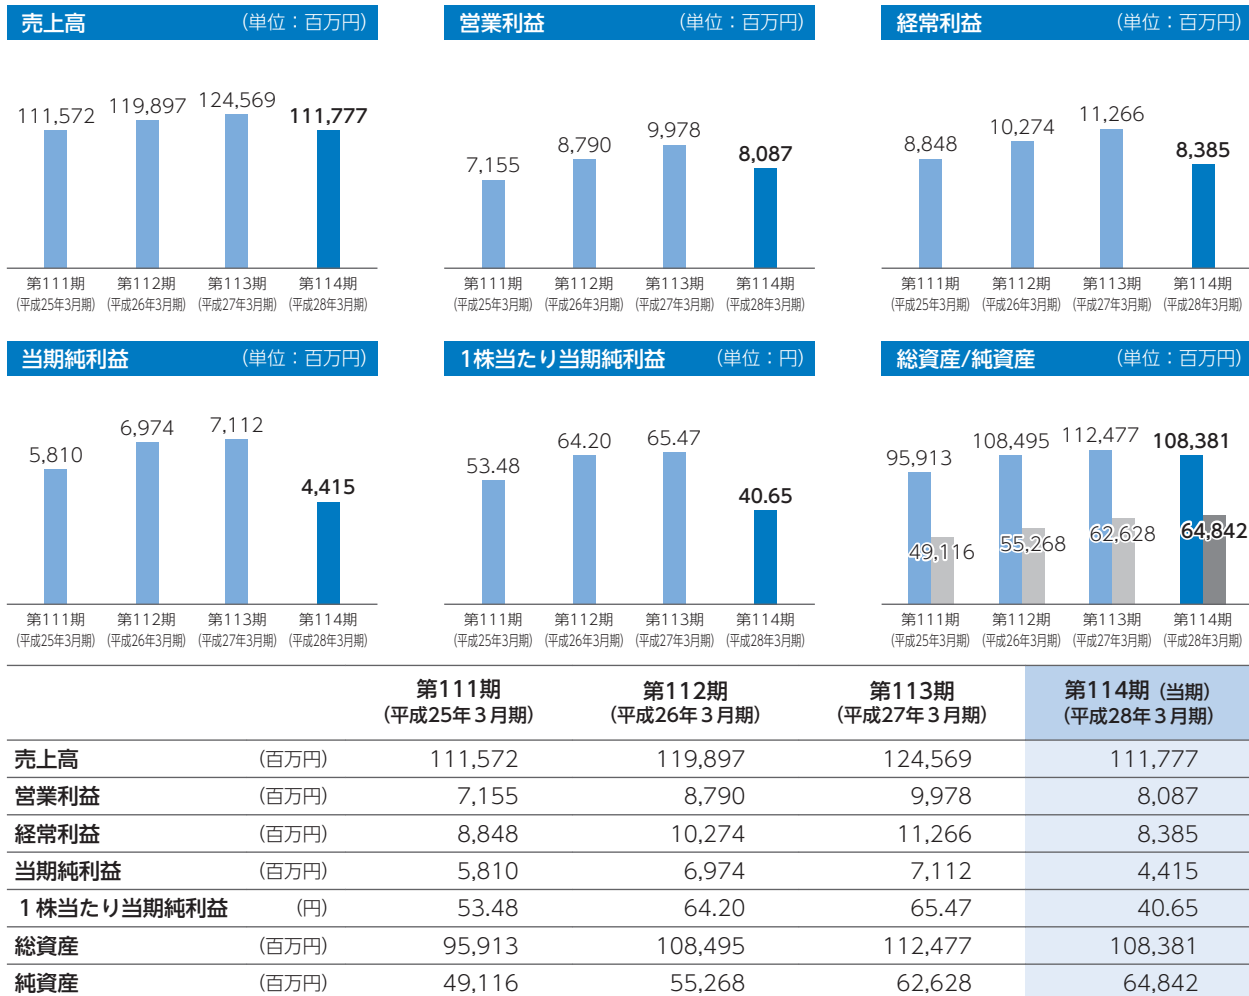 売上高 (単位：百万円)
111,572 119,897 124,569 111,777
第111期 第112期 第113期 第114期
(平成25年3月期) (平成26年3月期) (平成27年3月期) (平成28年3月期)
営業利益 (単位：百万円)
7,155 8,790 9,978 8,087
第111期 第112期 第113期 第114期
(平成25年3月期) (平成26年3月期) (平成27年3月期) (平成28年3月期)
経常利益 (単位：百万円)
8,848 10,274 11,266 8,385
第111期 第112期 第113期 第114期
(平成25年3月期) (平成26年3月期) (平成27年3月期) (平成28年3月期)
当期純利益 (単位：百万円)
5,810 6,974 7,112 4,415
第111期 第112期 第113期 第114期
(平成25年3月期) (平成26年3月期) (平成27年3月期) (平成28年3月期)
1株当たり当期純利益 (単位：円)
53.48 64.20 65.47 40.65
第111期 第112期 第113期 第114期
(平成25年3月期) (平成26年3月期) (平成27年3月期) (平成28年3月期)
総資産/純資産 (単位：百万円)
95,913 108,495 112,477 108,381
49,116 55,268 62,628 64,842
第111期 第112期 第113期 第114期
(平成25年3月期) (平成26年3月期) (平成27年3月期) (平成28年3月期)
第111期 第112期 第113期 第114期 (当期)
(平成25年3月期) (平成26年3月期) (平成27年3月期) (平成28年3月期)
売上高 (百万円) 111,572 119,897 124,569 111,777
営業利益 (百万円) 7,155 8,790 9,978 8,087
経常利益 (百万円) 8,848 10,274 11,266 8,385
当期純利益 (百万円) 5,810 6,974 7,112 4,415
1株当たり当期純利益 (円) 53.48 64.20 65.47 40.65
総資産 (百万円) 95,913 108,495 112,477 108,381
純資産 (百万円) 49,116 55,268 62,628 64,842